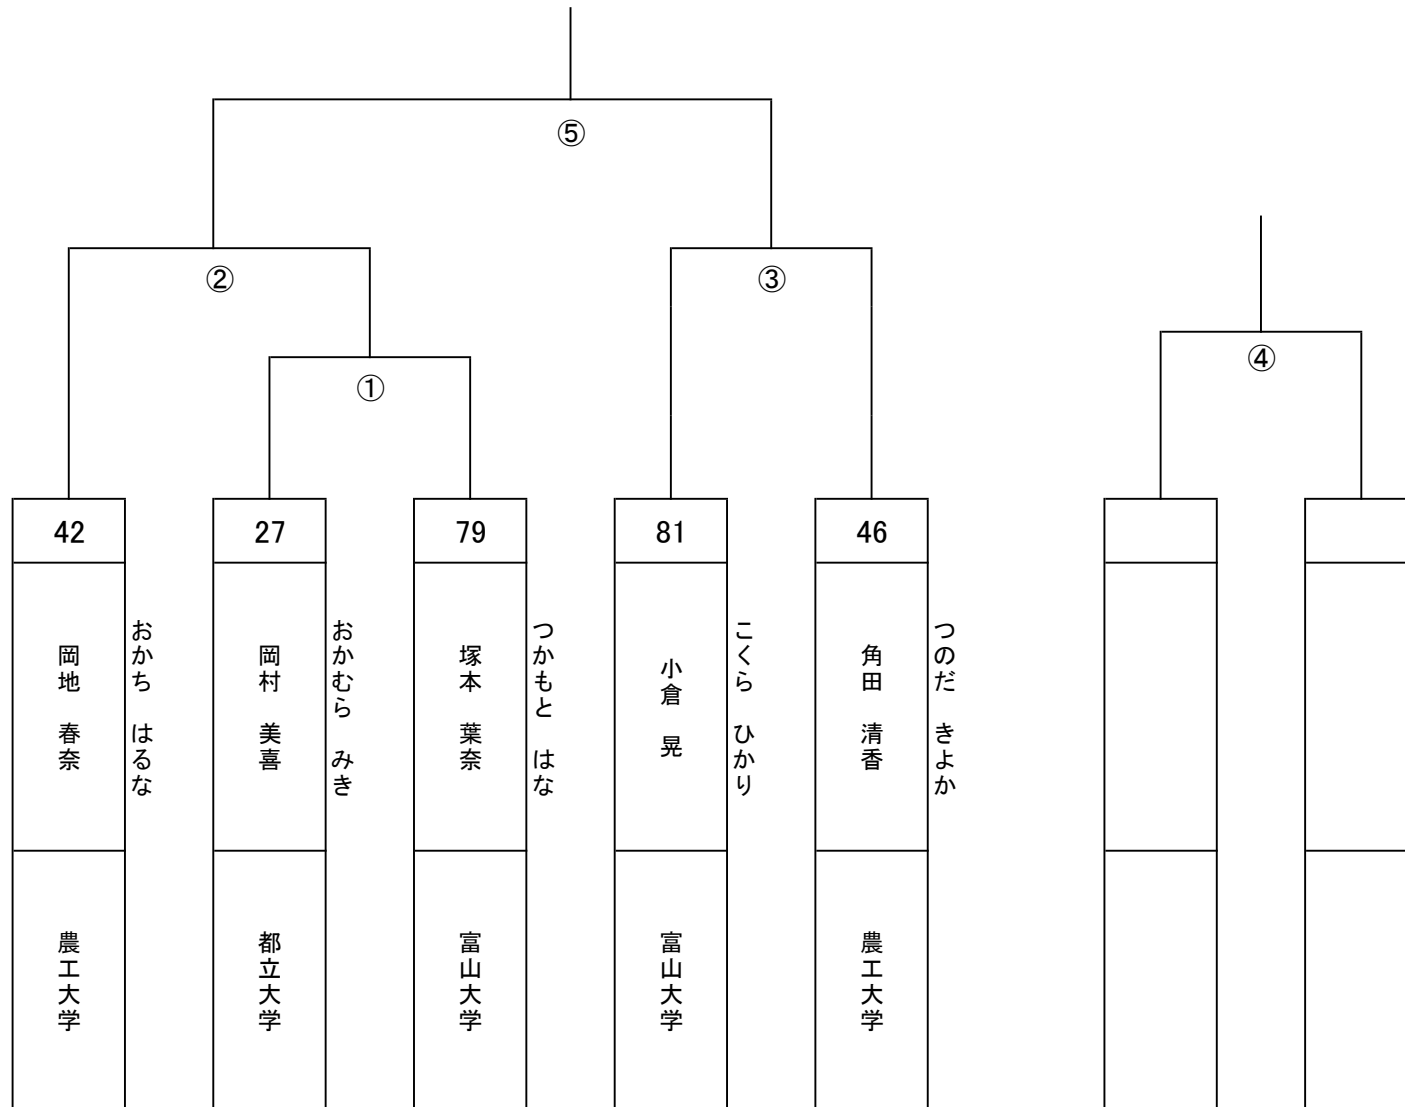 ⑤
②
③
①
④
42
27
79
81
46
岡地　春奈
おかち　はるな
岡村　美喜
おかむら　みき
塚本　葉奈
つかもと　はな
小倉　晃
こくら　ひかり
角田　清香
つのだ　きよか
農工大学
都立大学
富山大学
富山大学
農工大学